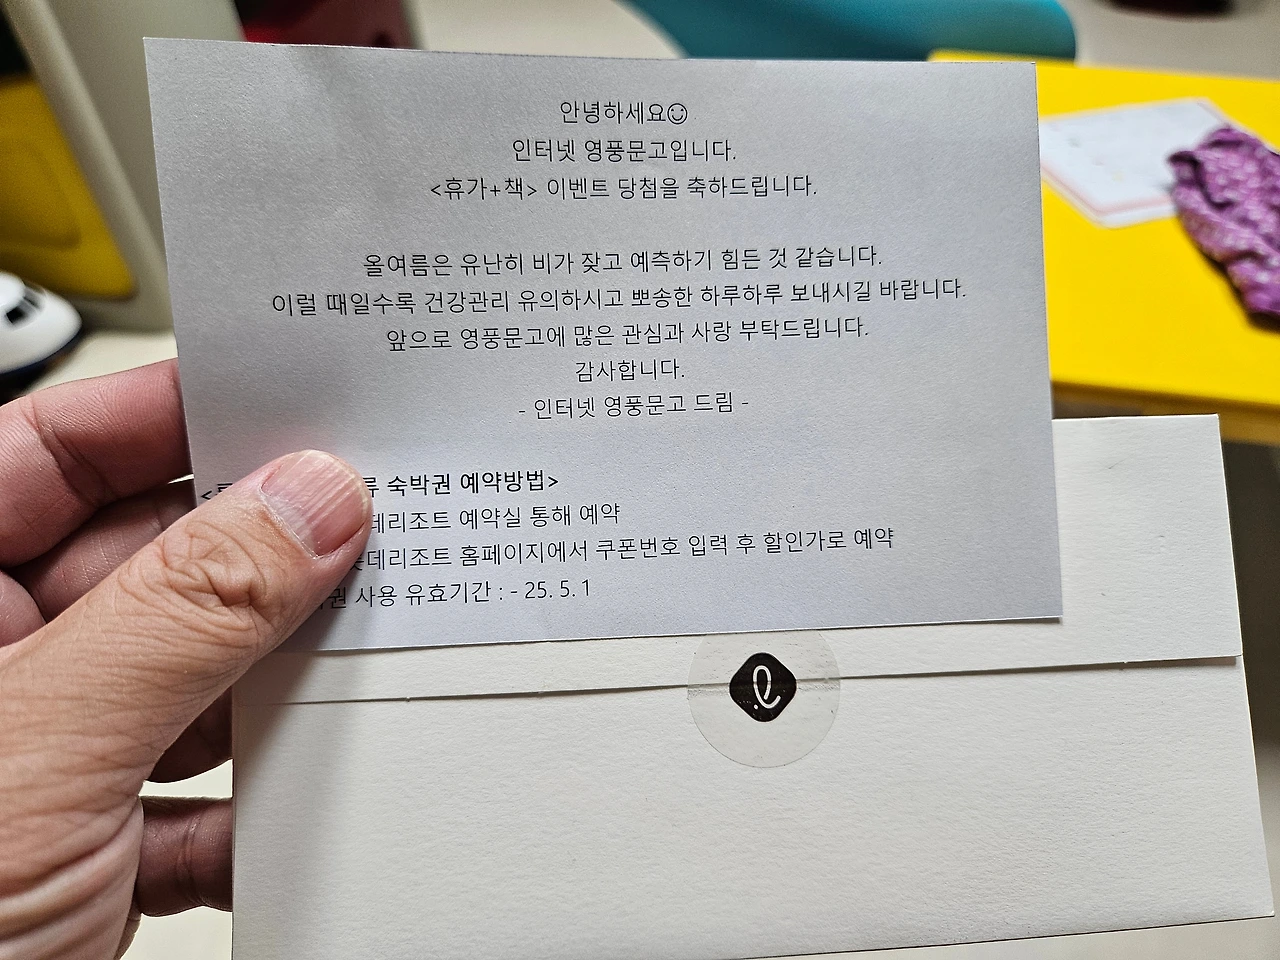 안녕하세요☺
인터넷 영풍문고입니다.
<휴가+책> 이벤트 당첨을 축하드립니다.
올여름은 유난히 비가 잦고 예측하기 힘든 것 같습니다.
이럴 때일수록 건강관리 유의하시고 뽀송한 하루하루 보내시길 바랍니다.
앞으로 영풍문고에 많은 관심과 사랑 부탁드립니다.
감사합니다.
- 인터넷 영풍문고 드림 -
숙박권 예약방법>
데리조트 예약실 통해 예약
롯데리조트 홈페이지에서 쿠폰번호 입력 후 할인가로 예약
사용 유효기간 : - 25. 5. 1